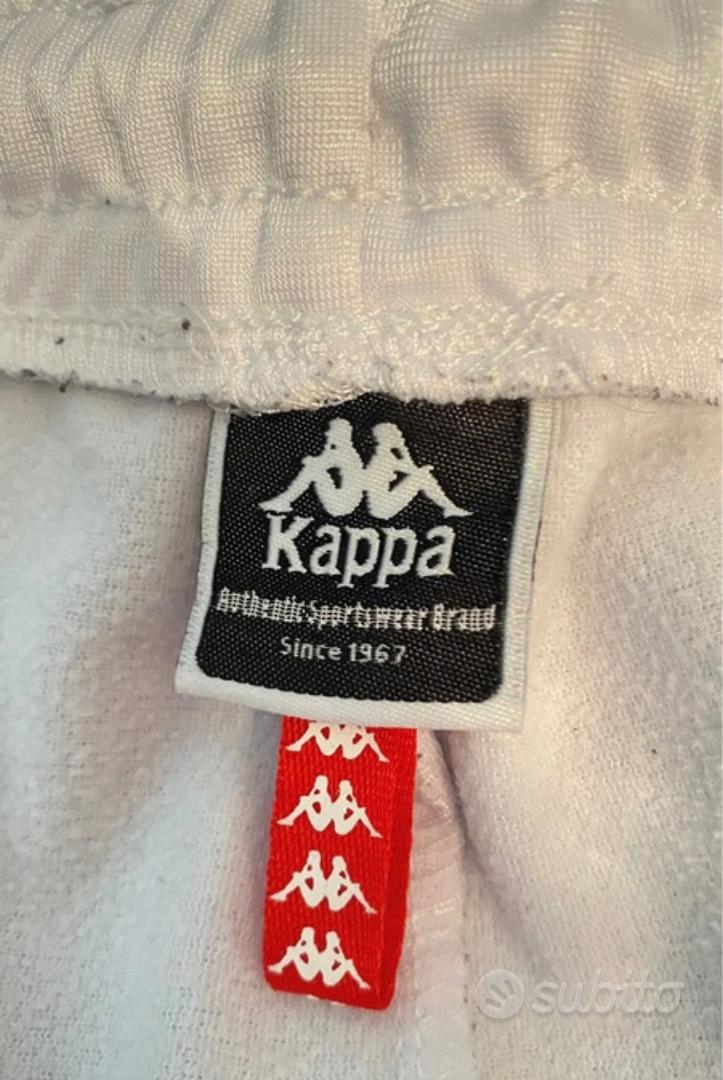 Kappa
Authentic Sportswear Brand
Since 1967
subito